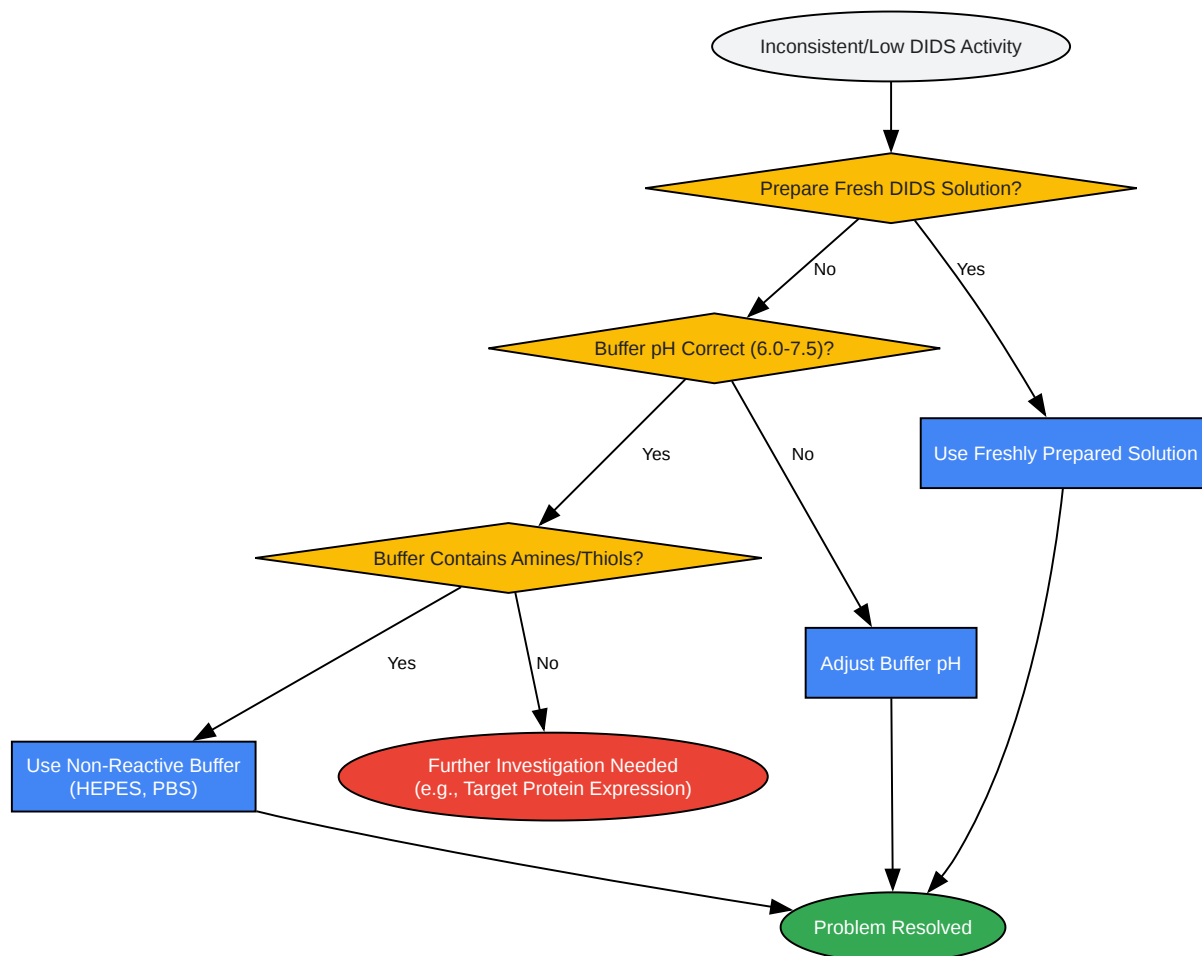 Inconsistent/Low DIDS Activity
Prepare Fresh DIDS Solution?
No
Yes
Buffer pH Correct (6.0-7.5)?
Yes
No
Use Freshly Prepared Solution
Buffer Contains Amines/Thiols?
Yes
No
Adjust Buffer pH
Use Non-Reactive Buffer
(HEPES, PBS)
Further Investigation Needed
(e.g., Target Protein Expression)
Problem Resolved